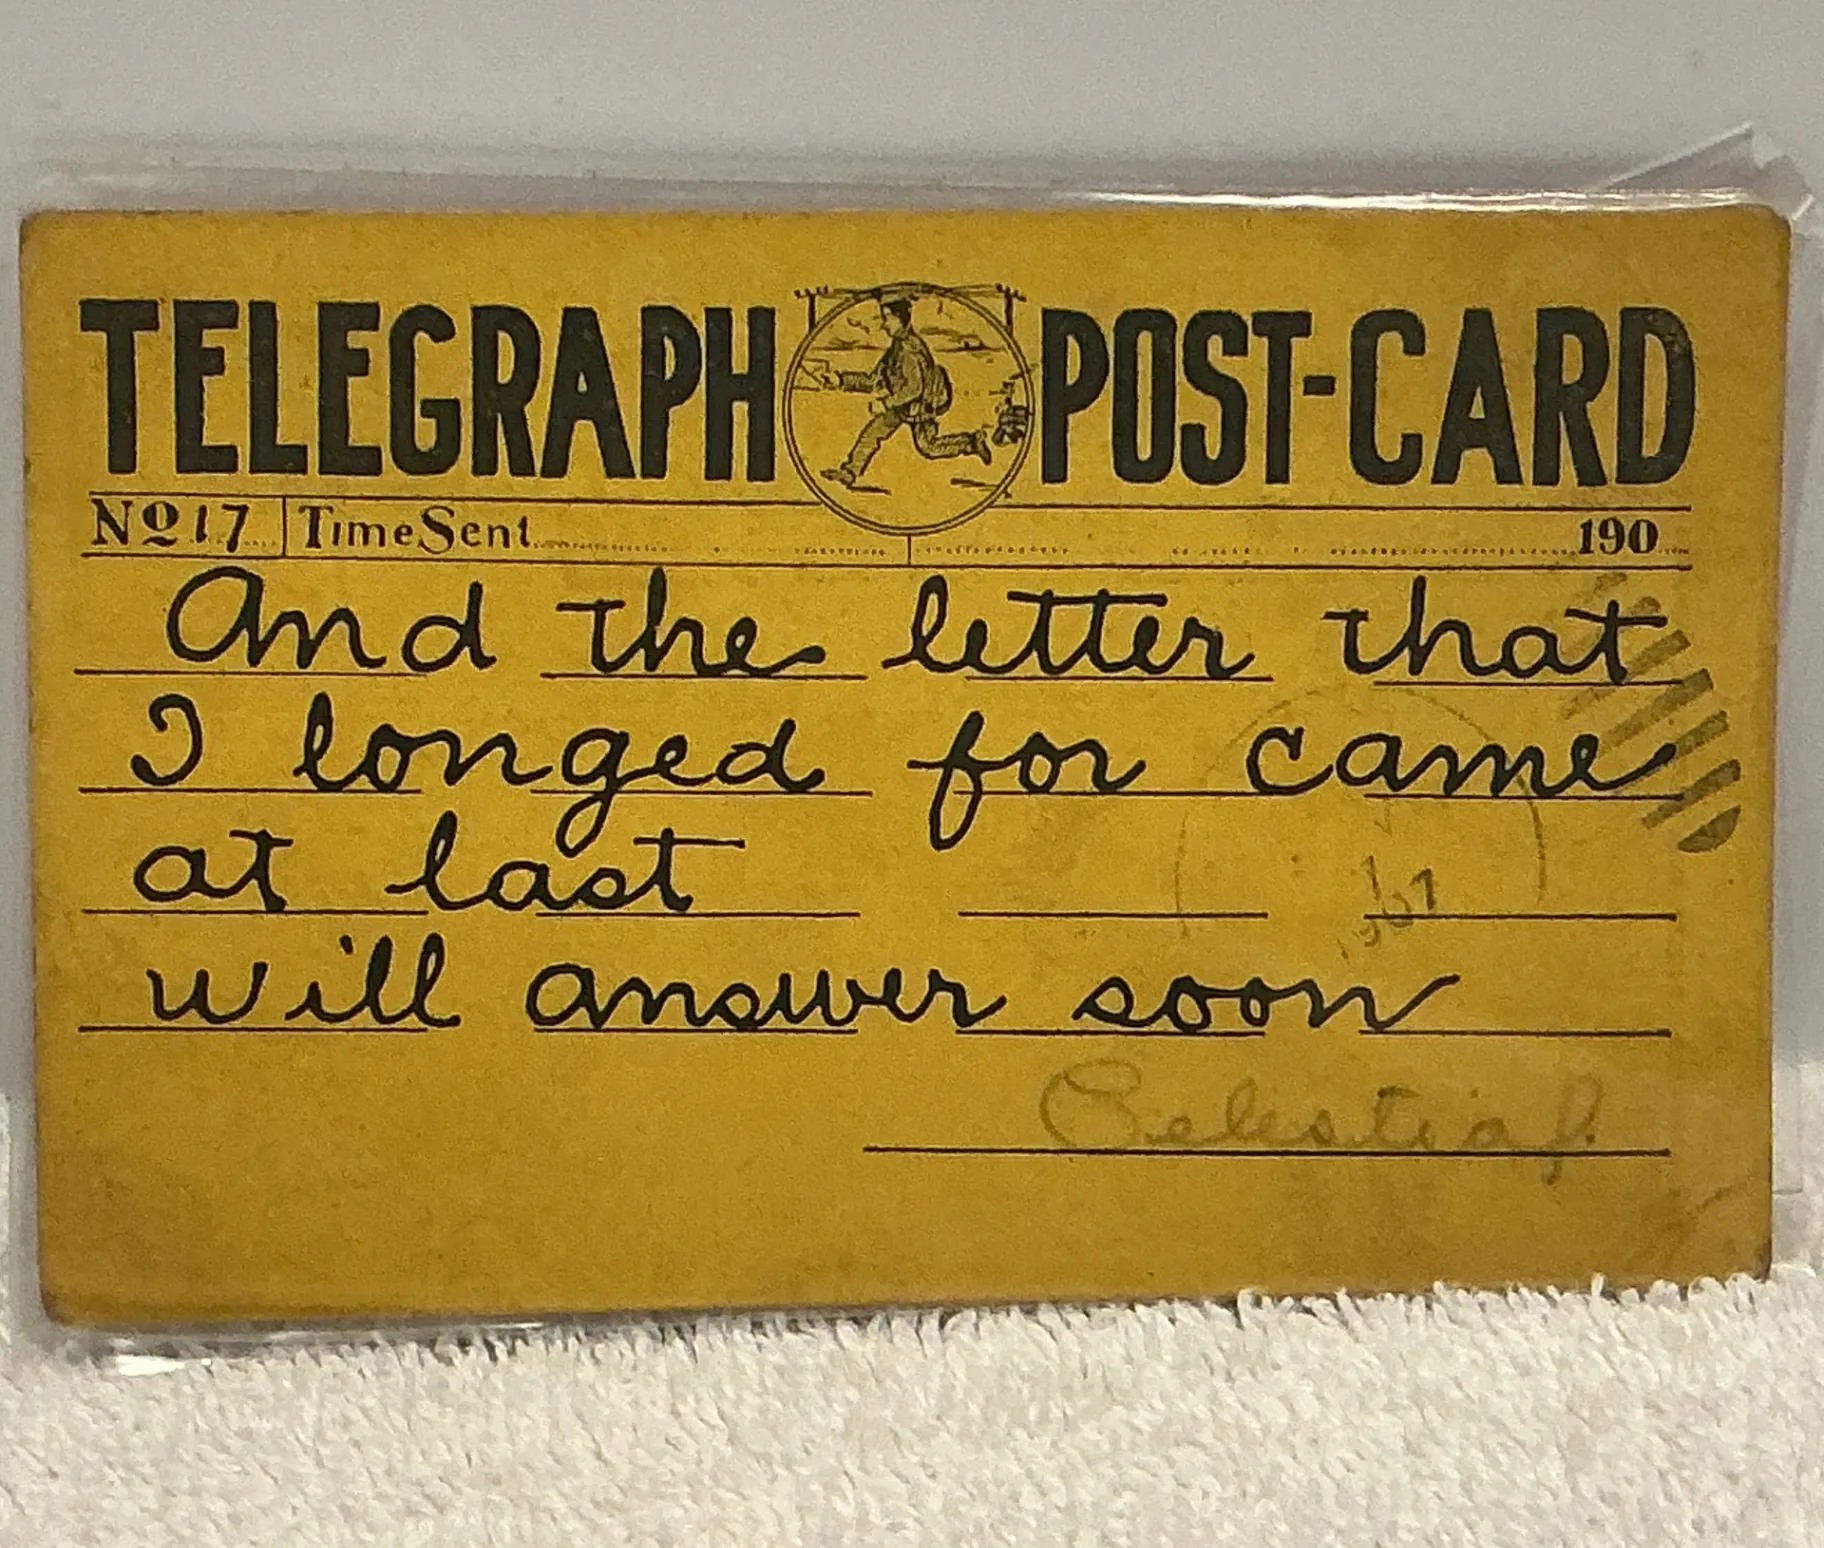 TELEGRAPH POST-CARD
No 17 Time Sent 190
And the letter that
I longed for came
at last
will answer soon
1907